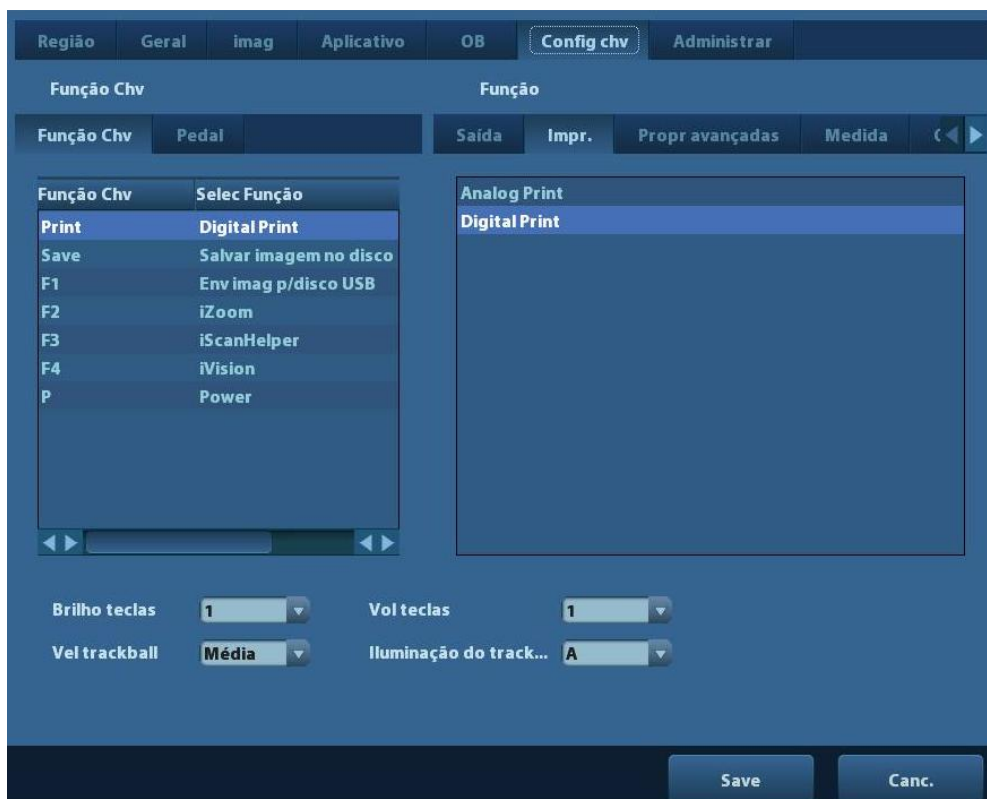 Região Geral imag Aplicativo OB Config chv Administrar
Função Chv Função
Função Chv Pedal Saída Impr. Propr avançadas Medida
Função Chv Selec Função
Print Digital Print
Save Salvar imagem no disco
F1 Env imag p/disco USB
F2 iZoom
F3 iScanHelper
F4 iVision
P Power
Analog Print
Digital Print
Brilho teclas 1 Vol teclas 1
Vel trackball Média Iluminação do track... A
Save Canc.